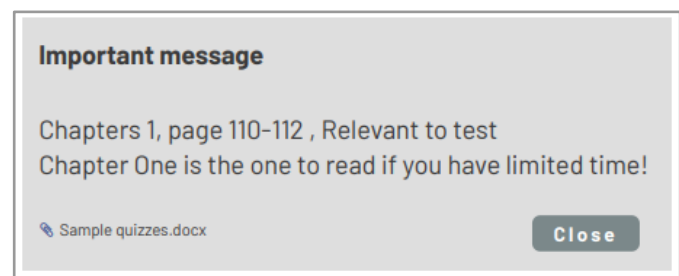 Important message
Chapters 1, page 110-112 , Relevant to test
Chapter One is the one to read if you have limited time!
Sample quizzes.docx
Close